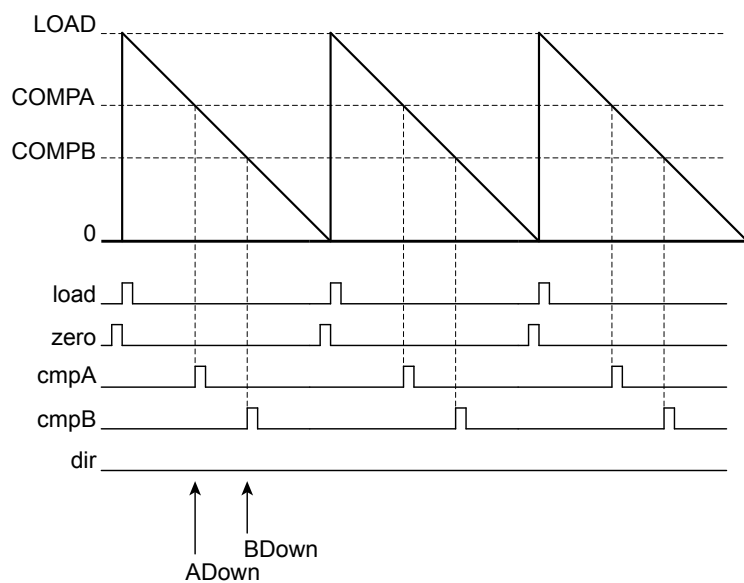 LOAD
COMPA
COMPB
0
load
zero
cmpA
cmpB
dir
BDown
ADown